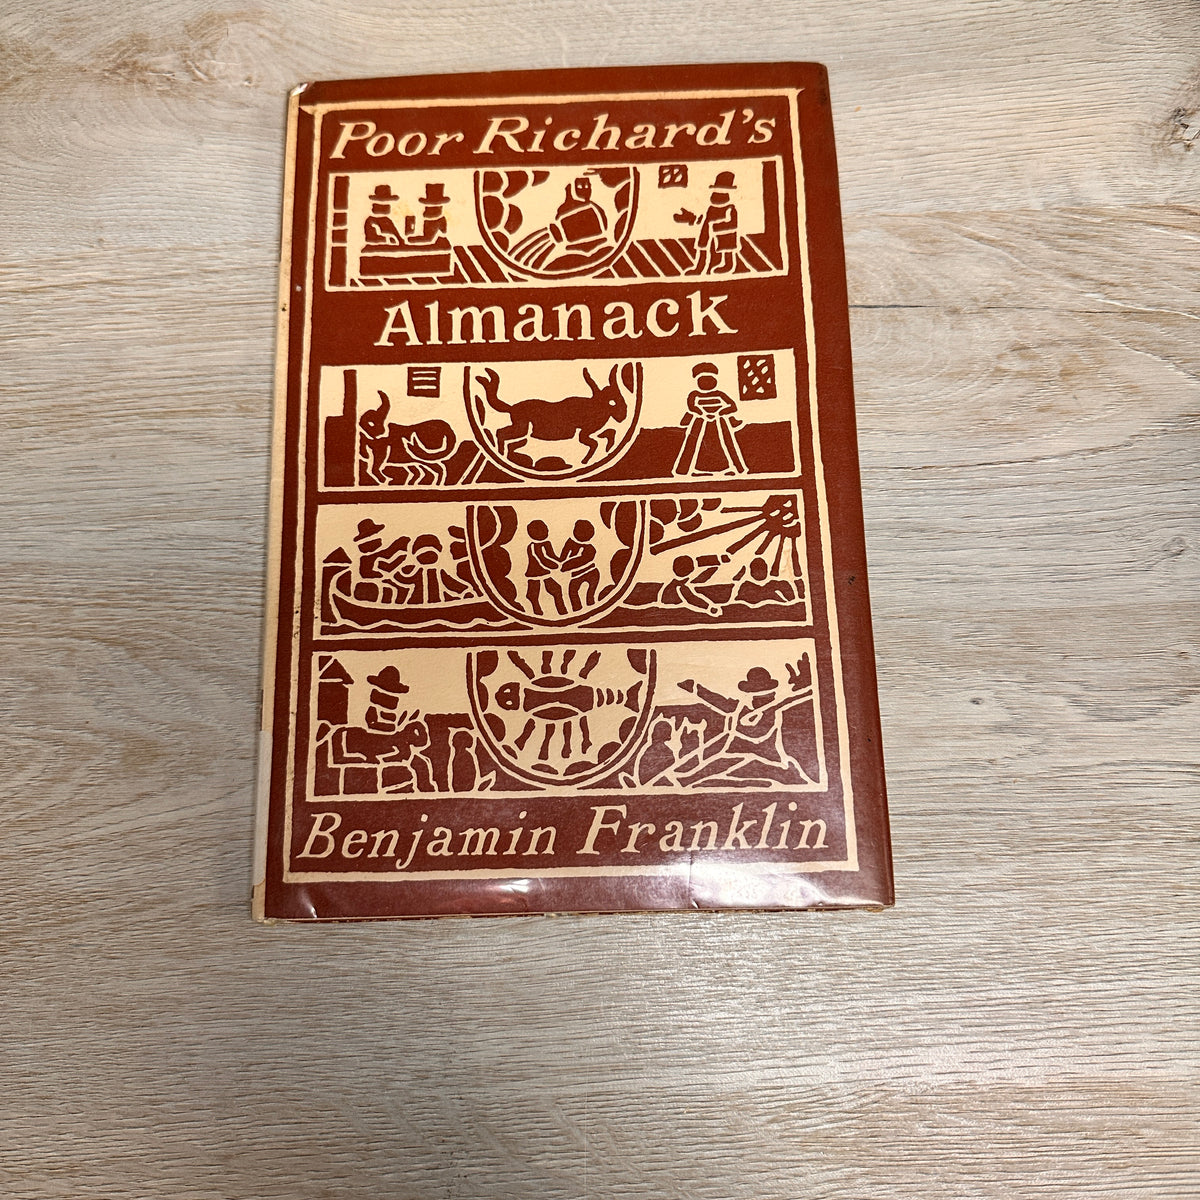 Poor Richard's
Almanack
Benjamin Franklin